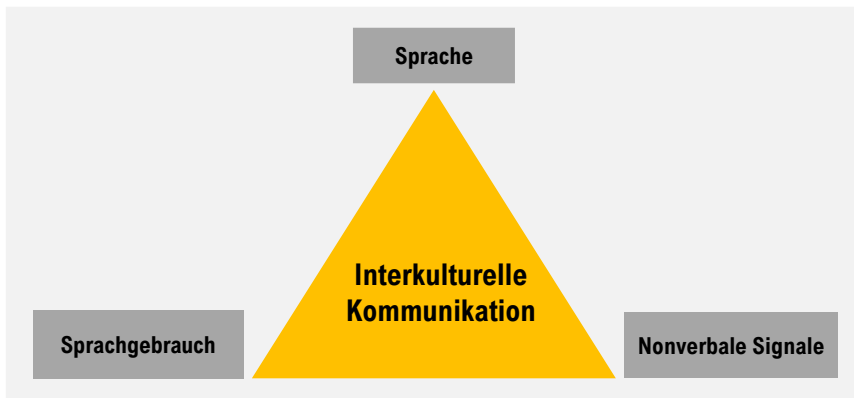 Sprache
Interkulturelle
Kommunikation
Sprachgebrauch
Nonverbale Signale